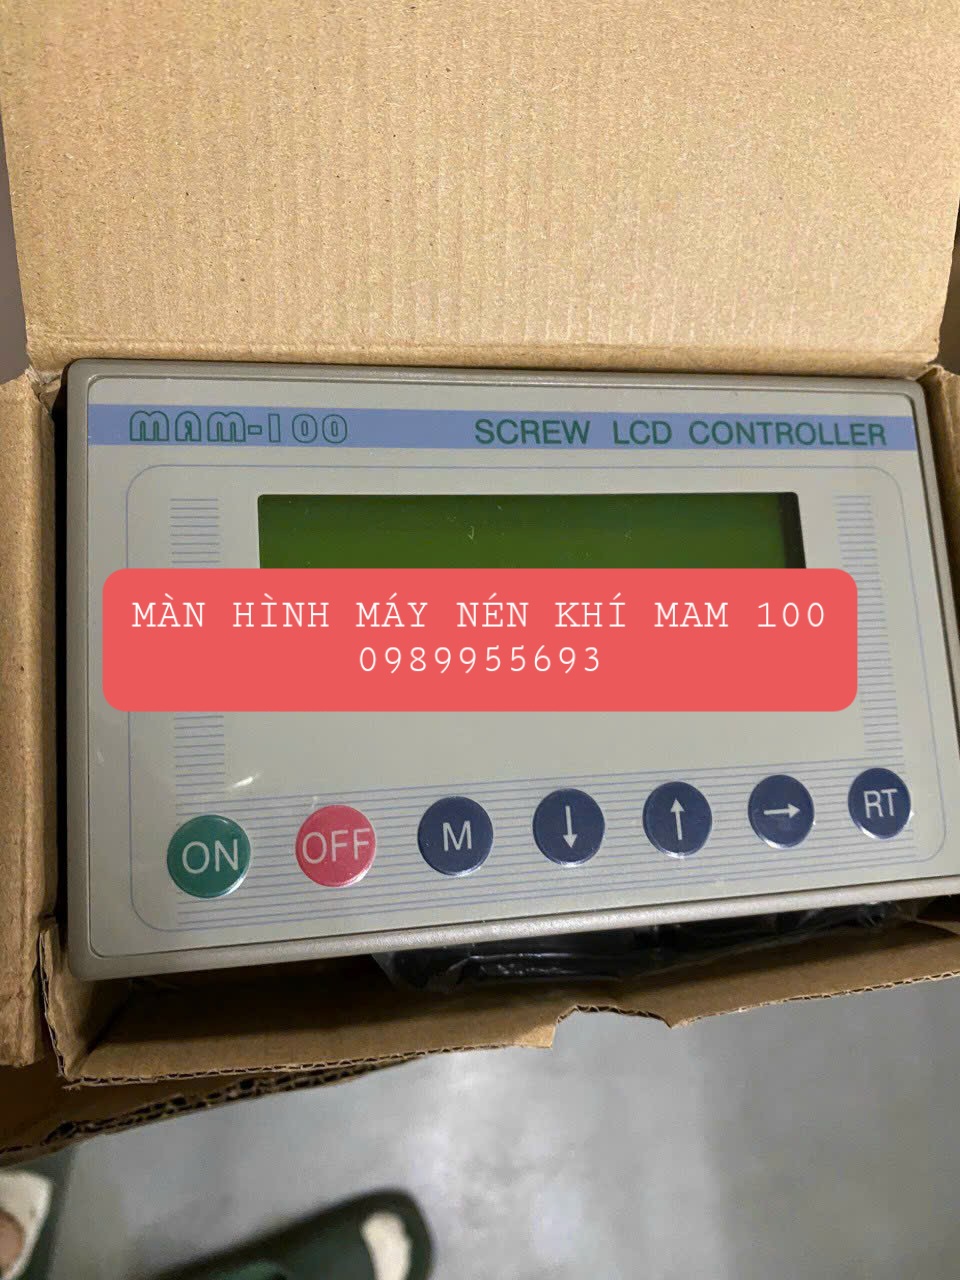 MAM-100 SCREW LCD CONTROLLER
MÀN HÌNH MÁY NÉN KHÍ MAM 100
0989955693
ON OFF M ↓ ↑ → RT